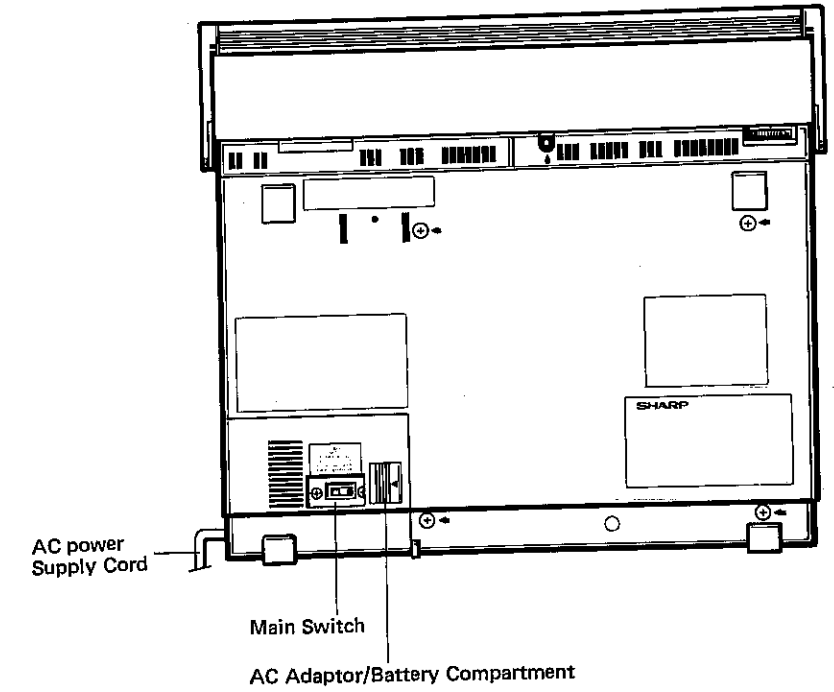 SHARP
AC power
Supply Cord
Main Switch
AC Adaptor/Battery Compartment